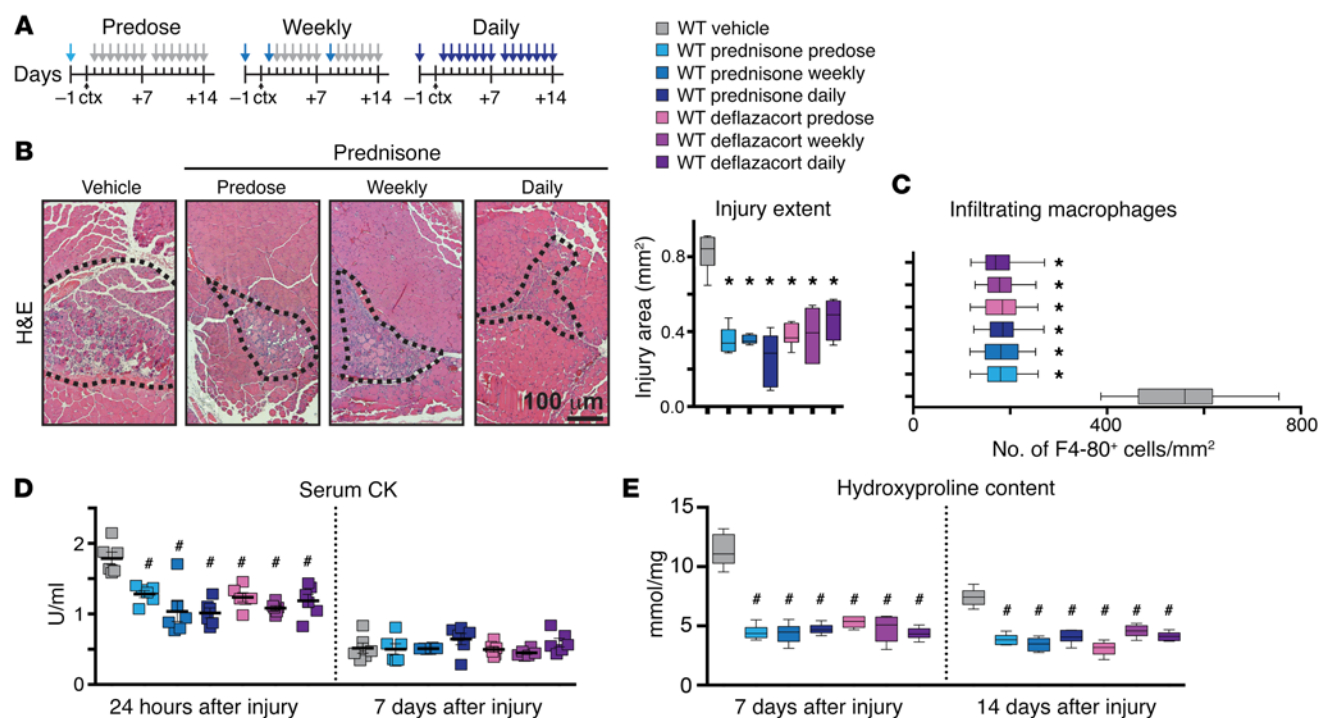 A
Predose
Weekly
Daily
Days
−1 ctx +7 +14
−1 ctx +7 +14
−1 ctx +7 +14
WT vehicle
WT prednisone predose
WT prednisone weekly
WT prednisone daily
WT deflazacort predose
WT deflazacort weekly
WT deflazacort daily
B
Prednisone
Vehicle
Predose
Weekly
Daily
H&E
100 µm
Injury extent
Injury area (mm²)
0.8
0.4
0.0
* * * * * *
C
Infiltrating macrophages
*
*
*
*
*
*
0 400 800
No. of F4-80⁺ cells/mm²
D
Serum CK
U/ml
2
1
0
# # # # # #
24 hours after injury
7 days after injury
E
Hydroxyproline content
mmol/mg
15
10
5
0
# # # # # #
# # # # # #
7 days after injury
14 days after injury